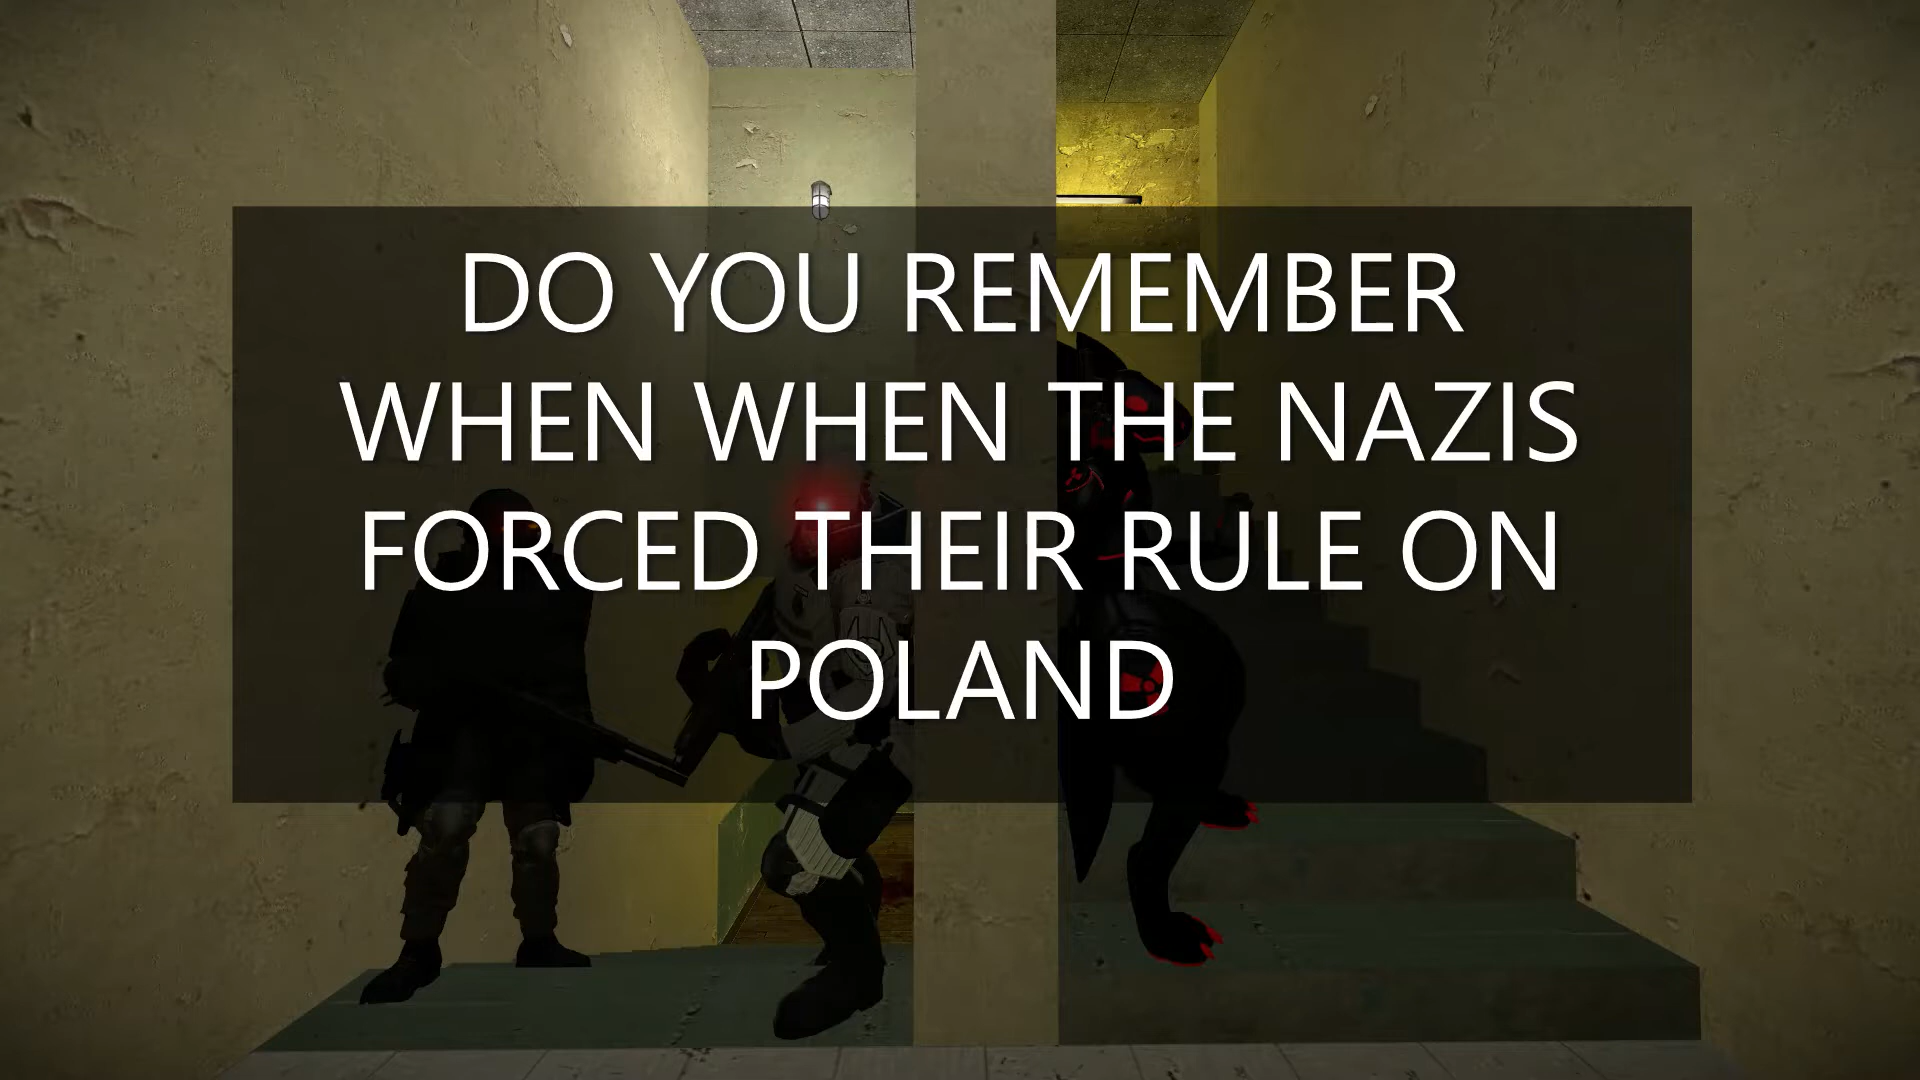 DO YOU REMEMBER
WHEN WHEN THE NAZIS
FORCED THEIR RULE ON
POLAND